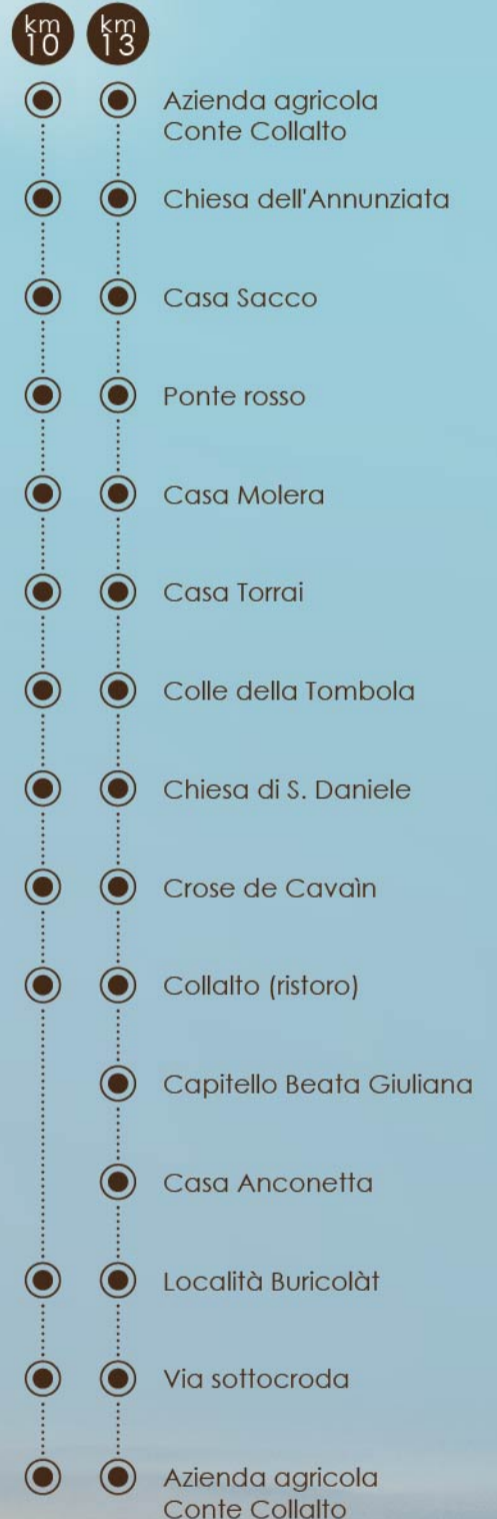 km km
10 13
Azienda agricola
Conte Collalto
Chiesa dell'Annunziata
Casa Sacco
Ponte rosso
Casa Molera
Casa Torrai
Colle della Tombola
Chiesa di S. Daniele
Crose de Cavaìn
Collalto (ristoro)
Capitello Beata Giuliana
Casa Anconetta
Località Buricolàt
Via sottocroda
Azienda agricola
Conte Collalto